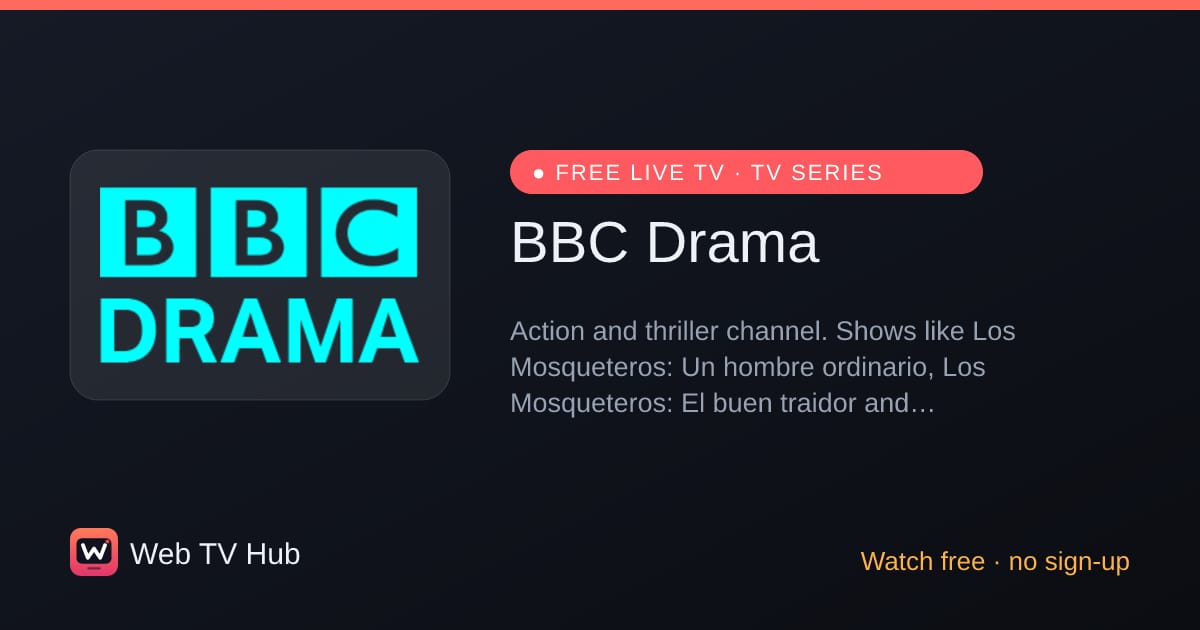 BBC
DRAMA
● FREE LIVE TV · TV SERIES
BBC Drama
Action and thriller channel. Shows like Los
Mosqueteros: Un hombre ordinario, Los
Mosqueteros: El buen traidor and…
W
Web TV Hub
Watch free · no sign-up